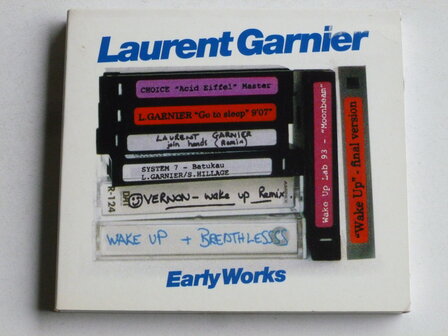 Laurent Garnier
CHOICE "Acid Eiffel" Master
L. GARNIER "Go to sleep" 9'07"
LAURENT GARNIER
join hands (Remix)
SYSTEM 7 - Batukau
L.GARNIER/S.HILLAGE
R-124
DAT
VERNON - wake up Remix
WAKE UP + BREATHLESS
Wake Up Lab 93 - "Moonbeam"
"Wake Up" - final version
Early Works